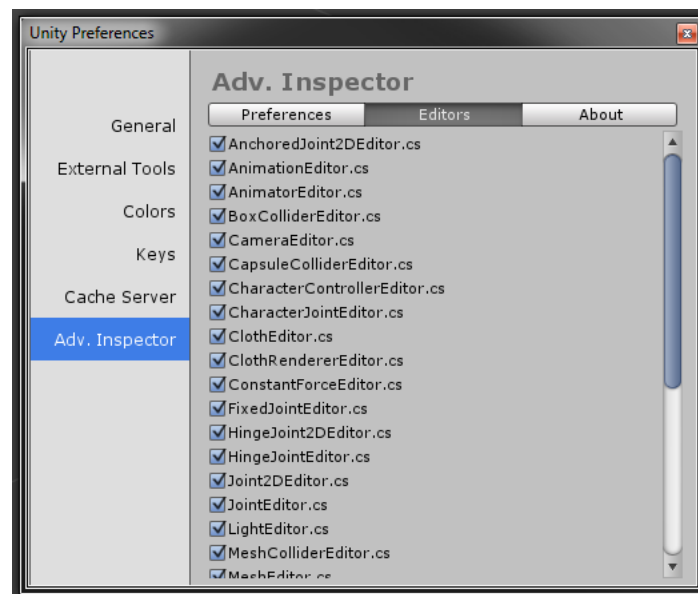 Unity Preferences
General
External Tools
Colors
Keys
Cache Server
Adv. Inspector
Adv. Inspector
Preferences Editors About
AnchoredJoint2DEditor.cs
AnimationEditor.cs
AnimatorEditor.cs
BoxColliderEditor.cs
CameraEditor.cs
CapsuleColliderEditor.cs
CharacterControllerEditor.cs
CharacterJointEditor.cs
ClothEditor.cs
ClothRendererEditor.cs
ConstantForceEditor.cs
FixedJointEditor.cs
HingeJoint2DEditor.cs
HingeJointEditor.cs
Joint2DEditor.cs
JointEditor.cs
LightEditor.cs
MeshColliderEditor.cs
MeshEditor.cs